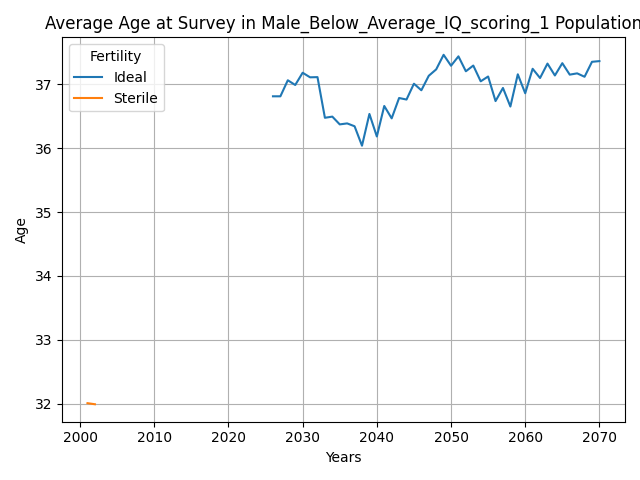 Average Age at Survey in Male_Below_Average_IQ_scoring_1 Population
Fertility
Ideal
Sterile
37
36
35
34
33
32
Age
2000 2010 2020 2030 2040 2050 2060 2070
Years